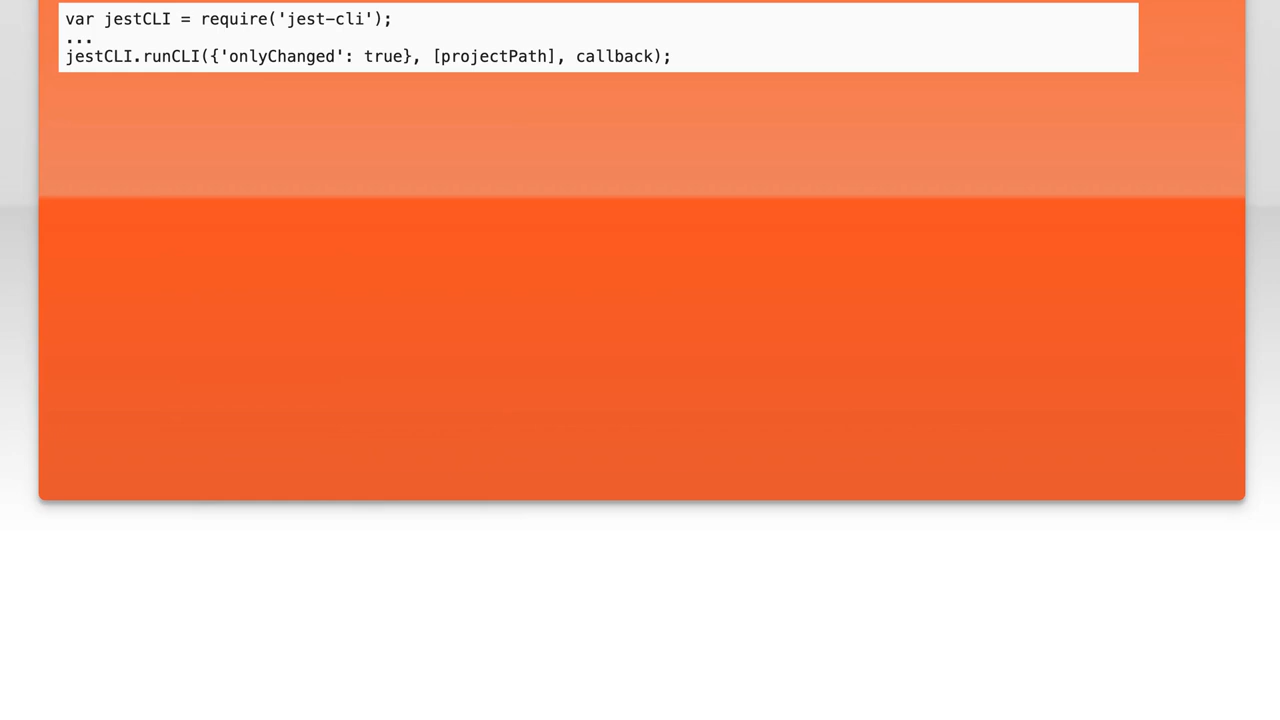 var jestCLI = require('jest-cli');
...
jestCLI.runCLI({'onlyChanged': true}, [projectPath], callback);